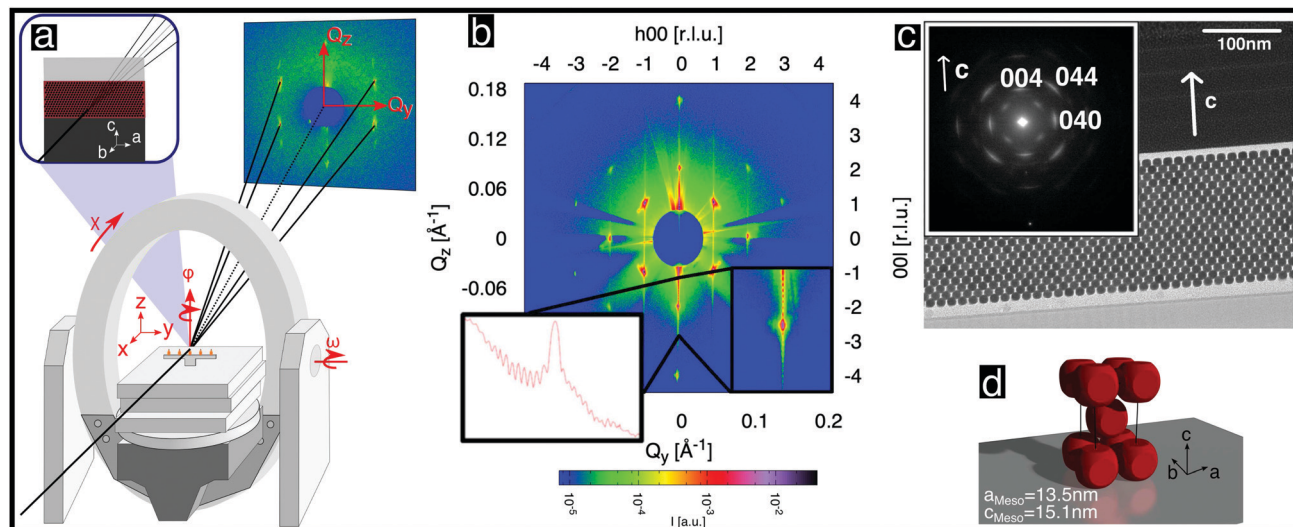 a
c
b
a
Qz
Qy
χ
φ
z
y
x
ω
b
h00 [r.l.u.]
-4 -3 -2 -1 0 1 2 3 4
Qz [Å-1]
0.18
0.12
0.06
0
-0.06
4
3
2
1
0
-1
-2
-3
-4
00l [r.l.u.]
0 0.1 0.2
Qy [Å-1]
10-5 10-4 10-3 10-2
I [a.u.]
c
100nm
c
004 044
040
c
d
c
b
a
aMeso=13.5nm
cMeso=15.1nm